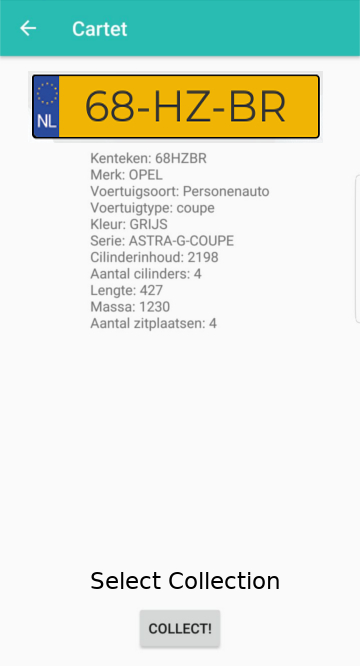 Cartet
NL
68-HZ-BR
Kenteken: 68HZBR
Merk: OPEL
Voertuigsoort: Personenauto
Voertuigtype: coupe
Kleur: GRIJS
Serie: ASTRA-G-COUPE
Cilinderinhoud: 2198
Aantal cilinders: 4
Lengte: 427
Massa: 1230
Aantal zitplaatsen: 4
Select Collection
COLLECT!